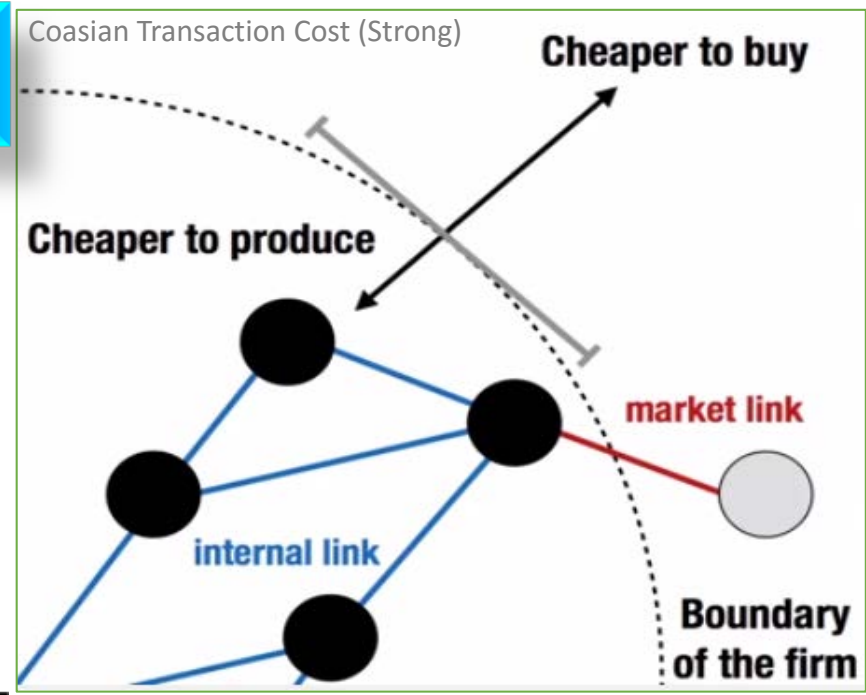 Coasian Transaction Cost (Strong)
Cheaper to buy
Cheaper to produce
market link
internal link
Boundary
of the firm